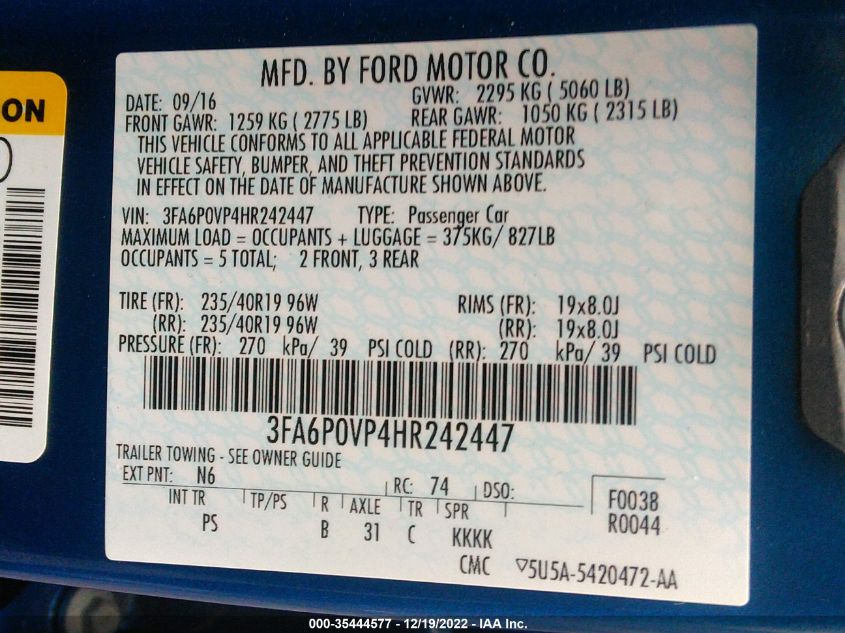 MFD. BY FORD MOTOR CO.
DATE: 09/16 GVWR: 2295 KG ( 5060 LB)
FRONT GAWR: 1259 KG ( 2775 LB) REAR GAWR: 1050 KG ( 2315 LB)
THIS VEHICLE CONFORMS TO ALL APPLICABLE FEDERAL MOTOR
VEHICLE SAFETY, BUMPER, AND THEFT PREVENTION STANDARDS
IN EFFECT ON THE DATE OF MANUFACTURE SHOWN ABOVE.
VIN: 3FA6P0VP4HR242447 TYPE: Passenger Car
MAXIMUM LOAD = OCCUPANTS + LUGGAGE = 375KG/ 827LB
OCCUPANTS = 5 TOTAL; 2 FRONT, 3 REAR
TIRE (FR): 235/40R19 96W RIMS (FR): 19x8.0J
(RR): 235/40R19 96W (RR): 19x8.0J
PRESSURE (FR): 270 kPa/ 39 PSI COLD (RR): 270 kPa/ 39 PSI COLD
3FA6P0VP4HR242447
TRAILER TOWING - SEE OWNER GUIDE
EXT PNT: N6 RC: 74 DSO:
INT TR TP/PS R AXLE TR SPR F0038
PS B 31 C KKKK R0044
CMC ▽5U5A-5420472-AA
ON
000-35444577 - 12/19/2022 - IAA Inc.